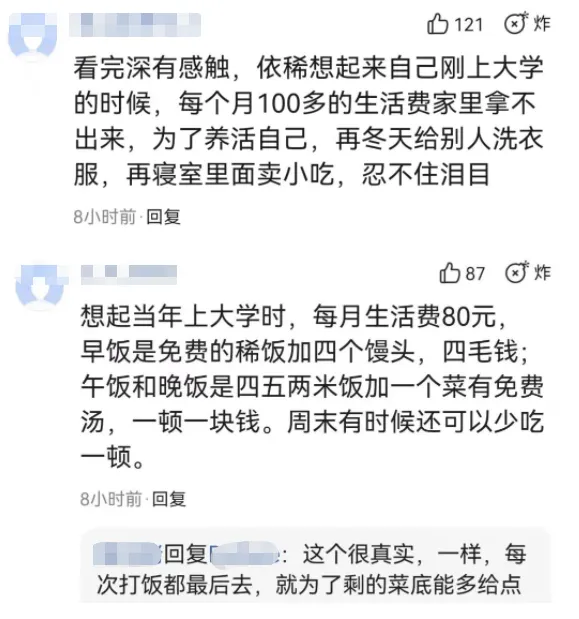 121 炸
看完深有感触，依稀想起来自己刚上大学
的时候，每个月100多的生活费家里拿不
出来，为了养活自己，再冬天给别人洗衣
服，再寝室里面卖小吃，忍不住泪目
8小时前·回复
87 炸
想起当年上大学时，每月生活费80元，
早饭是免费的稀饭加四个馒头，四毛钱；
午饭和晚饭是四五两米饭加一个菜有免费
汤，一顿一块钱。周末有时候还可以少吃
一顿。
8小时前·回复
回复：这个很真实，一样，每
次打饭都最后去，就为了剩的菜底能多给点